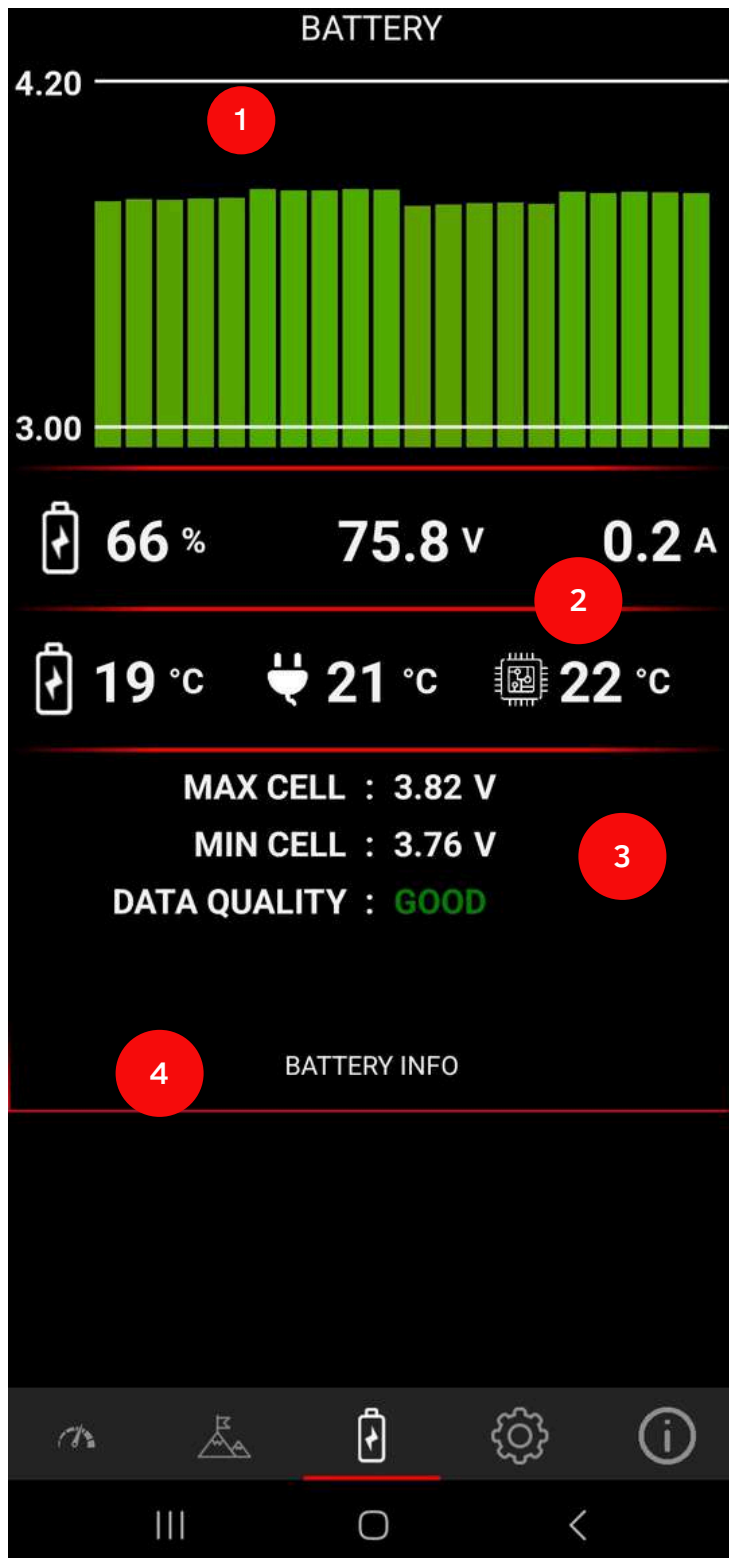 BATTERY
4.20
1
3.00
66 % 75.8 V 0.2 A
2
19 °C 21 °C 22 °C
MAX CELL : 3.82 V
MIN CELL : 3.76 V
3
DATA QUALITY : GOOD
4 BATTERY INFO